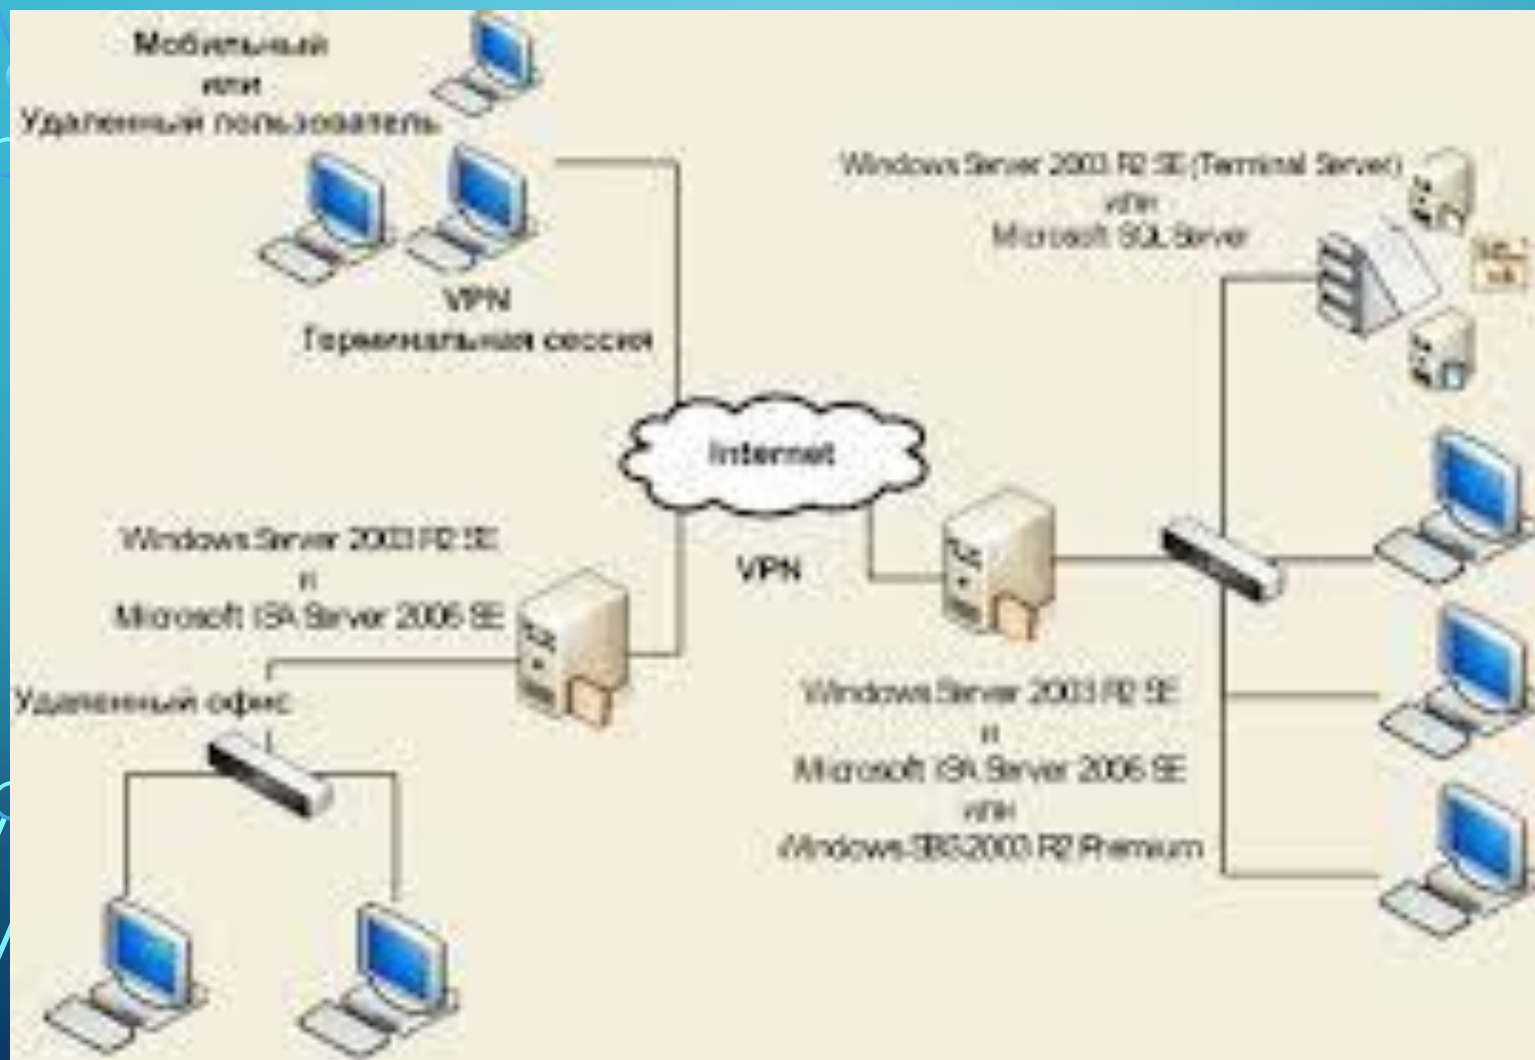 Мобильный
или
Удаленный пользователь
VPN
Терминальная сессия
Windows Server 2003 R2 SE (Terminal Server)
или
Microsoft SQL Server
Internet
VPN
Windows Server 2003 R2 SE
и
Microsoft ISA Server 2006 SE
Удаленный офис
Windows Server 2003 R2 SE
и
Microsoft ISA Server 2006 SE
или
Windows SBS 2003 R2 Premium